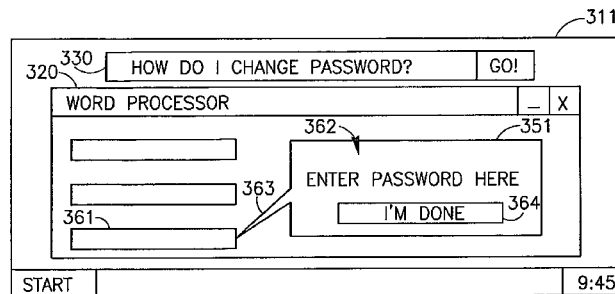 311
330 HOW DO I CHANGE PASSWORD? GO!
320
WORD PROCESSOR _ X
362 351
ENTER PASSWORD HERE
363
361 I'M DONE 364
START 9:45